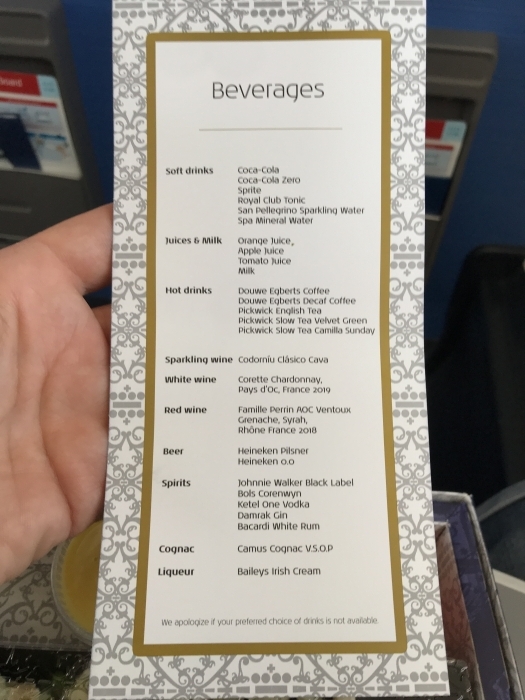 Beverages
Soft drinks Coca-Cola
Coca-Cola Zero
Sprite
Royal Club Tonic
San Pellegrino Sparkling Water
Spa Mineral Water
Juices & Milk Orange Juice,
Apple Juice
Tomato Juice
Milk
Hot drinks Douwe Egberts Coffee
Douwe Egberts Decaf Coffee
Pickwick English Tea
Pickwick Slow Tea Velvet Green
Pickwick Slow Tea Camilla Sunday
Sparkling wine Codorníu Clásico Cava
White wine Corette Chardonnay,
Pays d'Oc, France 2019
Red wine Famille Perrin AOC Ventoux
Grenache, Syrah,
Rhône France 2018
Beer Heineken Pilsner
Heineken 0.0
Spirits Johnnie Walker Black Label
Bols Corenwyn
Ketel One Vodka
Damrak Gin
Bacardi White Rum
Cognac Camus Cognac V.S.O.P
Liqueur Baileys Irish Cream
We apologize if your preferred choice of drinks is not available